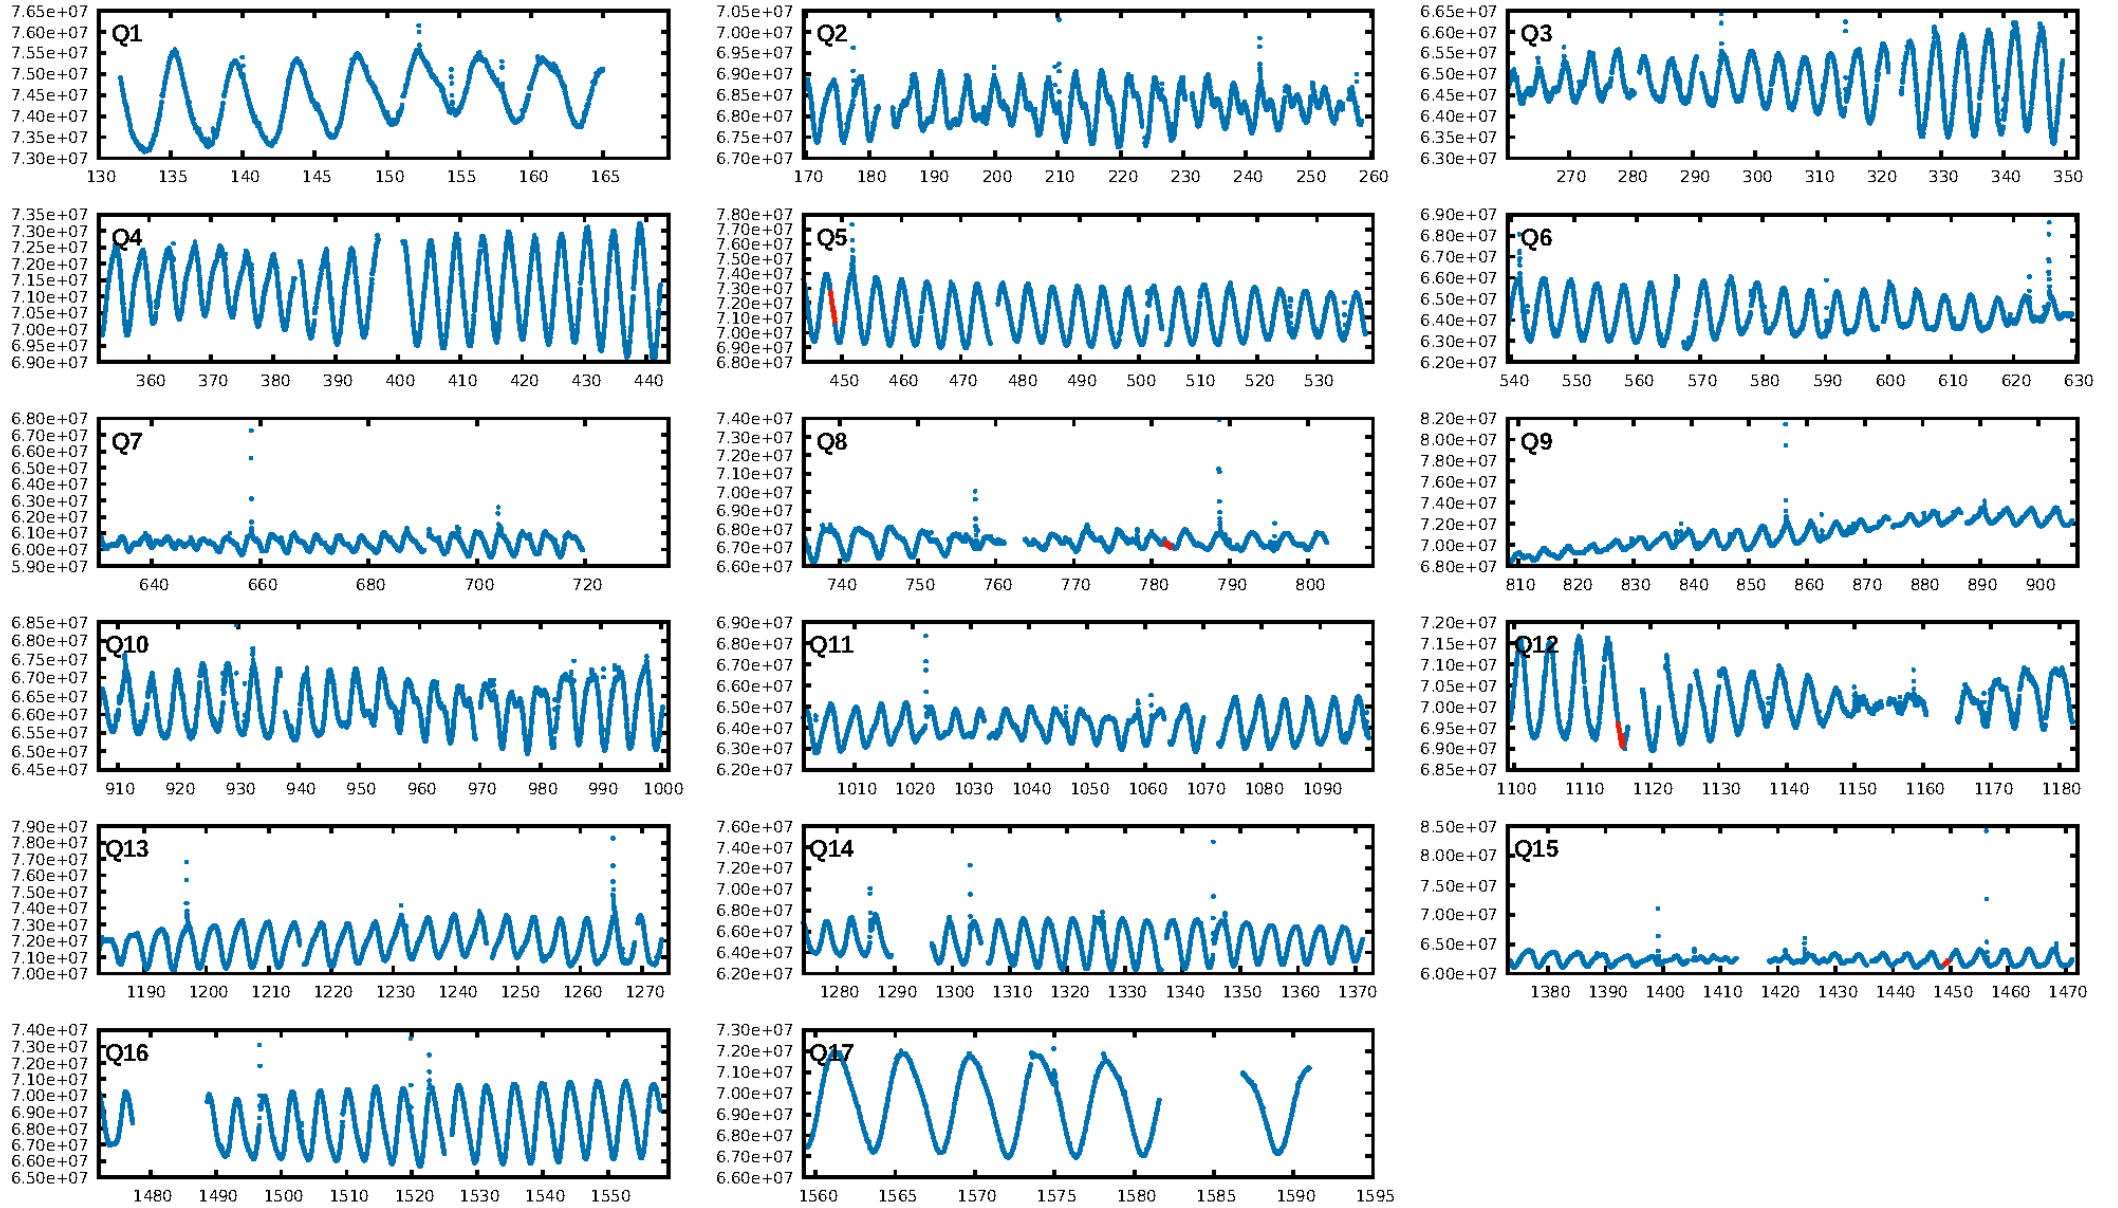 Q1
7.65e+07
7.60e+07
7.55e+07
7.50e+07
7.45e+07
7.40e+07
7.35e+07
7.30e+07
130 135 140 145 150 155 160 165
Q2
7.05e+07
7.00e+07
6.95e+07
6.90e+07
6.85e+07
6.80e+07
6.75e+07
6.70e+07
170 180 190 200 210 220 230 240 250 260
Q3
6.65e+07
6.60e+07
6.55e+07
6.50e+07
6.45e+07
6.40e+07
6.35e+07
6.30e+07
270 280 290 300 310 320 330 340 350
Q4
7.35e+07
7.30e+07
7.25e+07
7.20e+07
7.15e+07
7.10e+07
7.05e+07
7.00e+07
6.95e+07
6.90e+07
360 370 380 390 400 410 420 430 440
Q5
7.80e+07
7.70e+07
7.60e+07
7.50e+07
7.40e+07
7.30e+07
7.20e+07
7.10e+07
7.00e+07
6.90e+07
6.80e+07
450 460 470 480 490 500 510 520 530
Q6
6.90e+07
6.80e+07
6.70e+07
6.60e+07
6.50e+07
6.40e+07
6.30e+07
6.20e+07
540 550 560 570 580 590 600 610 620 630
Q7
6.80e+07
6.70e+07
6.60e+07
6.50e+07
6.40e+07
6.30e+07
6.20e+07
6.10e+07
6.00e+07
5.90e+07
640 660 680 700 720
Q8
7.40e+07
7.30e+07
7.20e+07
7.10e+07
7.00e+07
6.90e+07
6.80e+07
6.70e+07
6.60e+07
740 750 760 770 780 790 800
Q9
8.20e+07
8.00e+07
7.80e+07
7.60e+07
7.40e+07
7.20e+07
7.00e+07
6.80e+07
810 820 830 840 850 860 870 880 890 900
Q10
6.85e+07
6.80e+07
6.75e+07
6.70e+07
6.65e+07
6.60e+07
6.55e+07
6.50e+07
6.45e+07
910 920 930 940 950 960 970 980 990 1000
Q11
6.90e+07
6.80e+07
6.70e+07
6.60e+07
6.50e+07
6.40e+07
6.30e+07
6.20e+07
1010 1020 1030 1040 1050 1060 1070 1080 1090
Q12
7.20e+07
7.15e+07
7.10e+07
7.05e+07
7.00e+07
6.95e+07
6.90e+07
6.85e+07
1100 1110 1120 1130 1140 1150 1160 1170 1180
Q13
7.90e+07
7.80e+07
7.70e+07
7.60e+07
7.50e+07
7.40e+07
7.30e+07
7.20e+07
7.10e+07
7.00e+07
1190 1200 1210 1220 1230 1240 1250 1260 1270
Q14
7.60e+07
7.40e+07
7.20e+07
7.00e+07
6.80e+07
6.60e+07
6.40e+07
6.20e+07
1280 1290 1300 1310 1320 1330 1340 1350 1360 1370
Q15
8.50e+07
8.00e+07
7.50e+07
7.00e+07
6.50e+07
6.00e+07
1380 1390 1400 1410 1420 1430 1440 1450 1460 1470
Q16
7.40e+07
7.30e+07
7.20e+07
7.10e+07
7.00e+07
6.90e+07
6.80e+07
6.70e+07
6.60e+07
6.50e+07
1480 1490 1500 1510 1520 1530 1540 1550
Q17
7.30e+07
7.20e+07
7.10e+07
7.00e+07
6.90e+07
6.80e+07
6.70e+07
6.60e+07
1560 1565 1570 1575 1580 1585 1590 1595